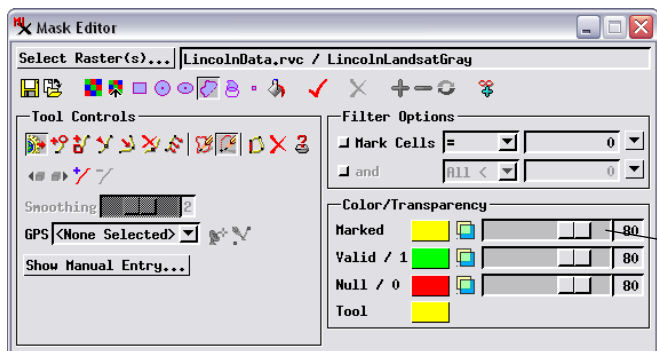 Mask Editor
Select Raster(s)... LincolnData.rvc / LincolnLandsatGray
Tool Controls
Smoothing 2
GPS <None Selected>
Show Manual Entry...
Filter Options
Mark Cells = 0
and All < 0
Color/Transparency
Marked 80
Valid / 1 80
Null / 0 80
Tool